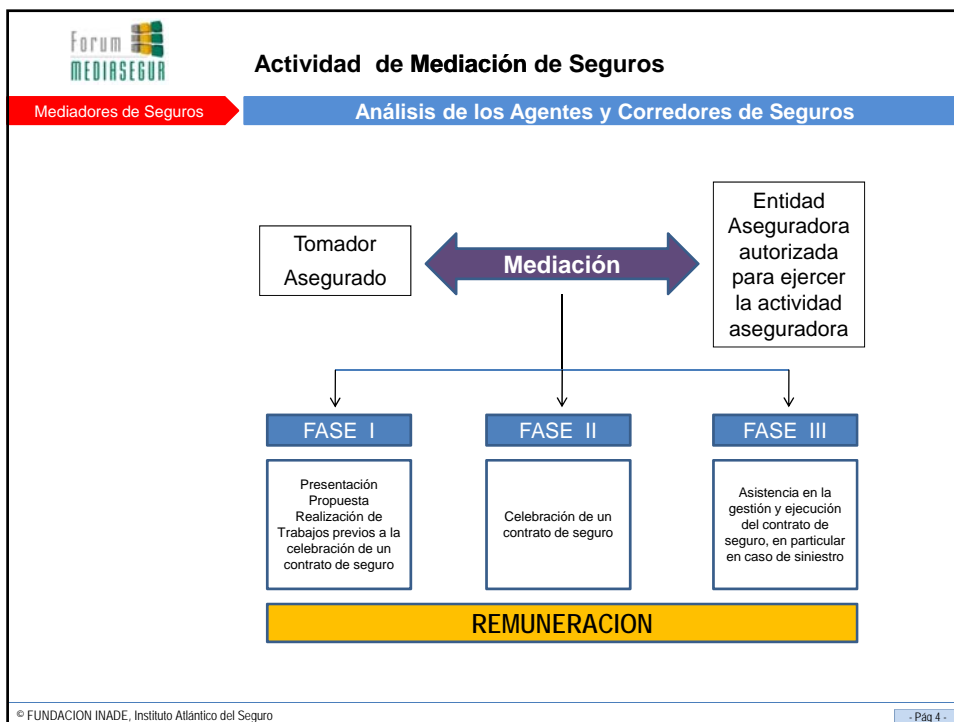 Forum
MEDIASEGUR
Actividad de Mediación de Seguros
Mediadores de Seguros
Análisis de los Agentes y Corredores de Seguros
Tomador
Asegurado
Mediación
Entidad
Aseguradora
autorizada
para ejercer
la actividad
aseguradora
FASE I
FASE II
FASE III
Presentación
Propuesta
Realización de
Trabajos previos a la
celebración de un
contrato de seguro
Celebración de un
contrato de seguro
Asistencia en la
gestión y ejecución
del contrato de
seguro, en particular
en caso de siniestro
REMUNERACION
© FUNDACION INADE, Instituto Atlántico del Seguro
- Pág 4 -